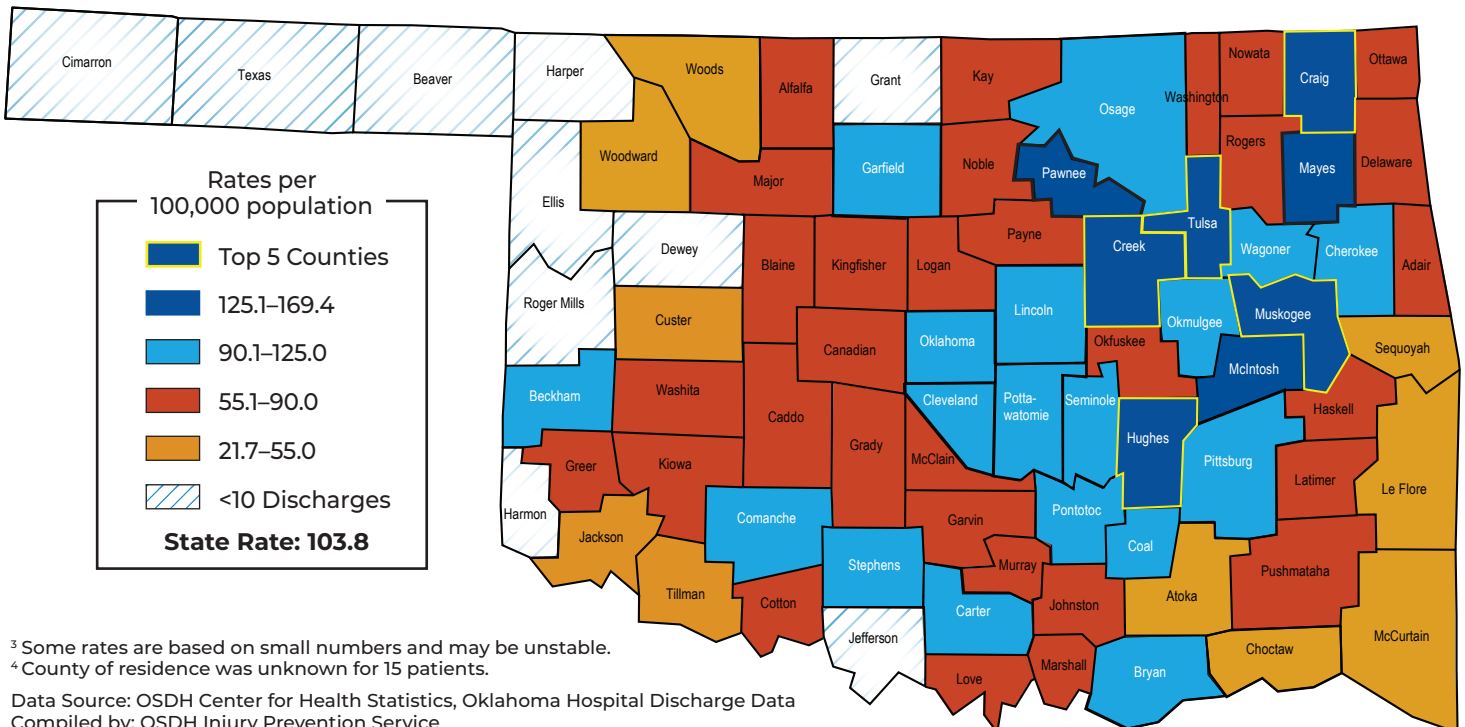 Cimarron
Texas
Beaver
Harper
Woods
Alfalfa
Grant
Kay
Osage
Washington
Nowata
Craig
Ottawa
Woodward
Major
Garfield
Noble
Pawnee
Rogers
Mayes
Delaware
Ellis
Dewey
Blaine
Kingfisher
Logan
Payne
Creek
Tulsa
Wagoner
Cherokee
Adair
Roger Mills
Custer
Canadian
Oklahoma
Lincoln
Okfuskee
Okmulgee
Muskogee
McIntosh
Sequoyah
Beckham
Washita
Caddo
Grady
Cleveland
Potta-
watomie
Seminole
Hughes
Pittsburg
Haskell
Greer
Kiowa
McClain
Latimer
Le Flore
Harmon
Jackson
Comanche
Garvin
Pontotoc
Coal
Tillman
Cotton
Stephens
Murray
Johnston
Atoka
Pushmataha
Jefferson
Carter
Love
Marshall
Bryan
Choctaw
McCurtain
Rates per
100,000 population
Top 5 Counties
125.1–169.4
90.1–125.0
55.1–90.0
21.7–55.0
<10 Discharges
State Rate: 103.8
³ Some rates are based on small numbers and may be unstable.
⁴ County of residence was unknown for 15 patients.
Data Source: OSDH Center for Health Statistics, Oklahoma Hospital Discharge Data
Compiled by: OSDH Injury Prevention Service